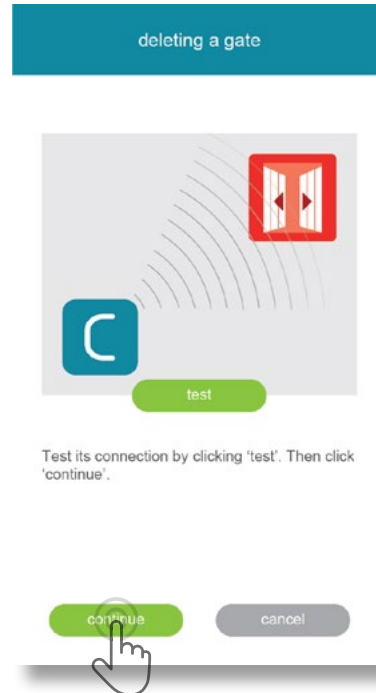 deleting a gate
test
Test its connection by clicking ‘test’. Then click
‘continue’.
continue cancel